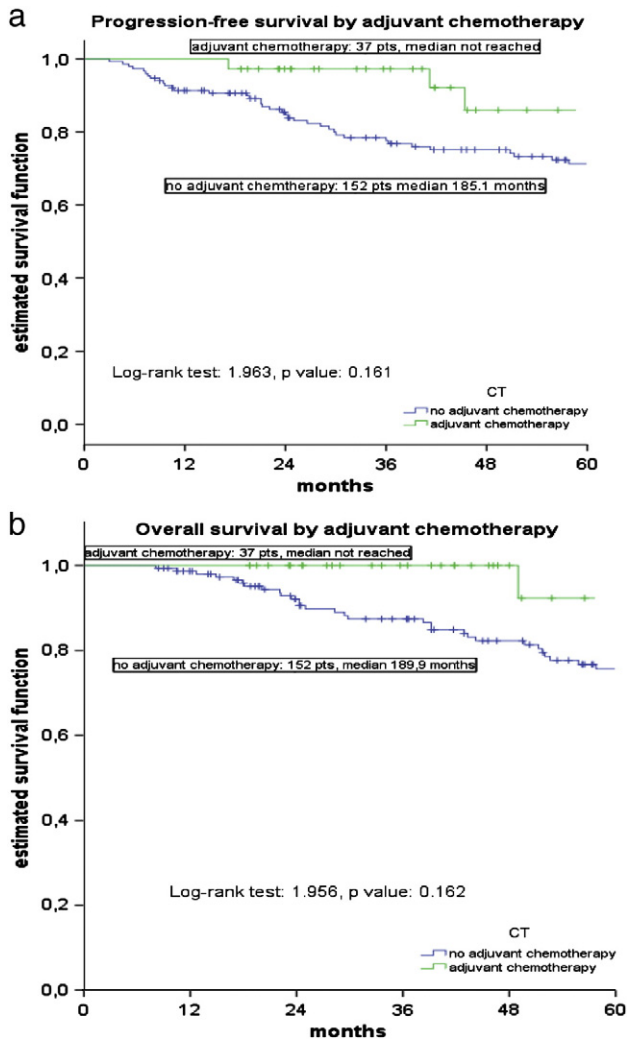 a
Progression-free survival by adjuvant chemotherapy
adjuvant chemotherapy: 37 pts, median not reached
no adjuvant chemtherapy: 152 pts median 185.1 months
estimated survival function
1,0
0,8
0,6
0,4
0,2
0,0
Log-rank test: 1.963, p value: 0.161
CT
no adjuvant chemotherapy
adjuvant chemotherapy
0 12 24 36 48 60
months
b
Overall survival by adjuvant chemotherapy
adjuvant chemotherapy: 37 pts, median not reached
no adjuvant chemotherapy: 152 pts, median 189,9 months
estimated survival function
1,0
0,8
0,6
0,4
0,2
0,0
Log-rank test: 1.956, p value: 0.162
CT
no adjuvant chemotherapy
adjuvant chemotherapy
0 12 24 36 48 60
months